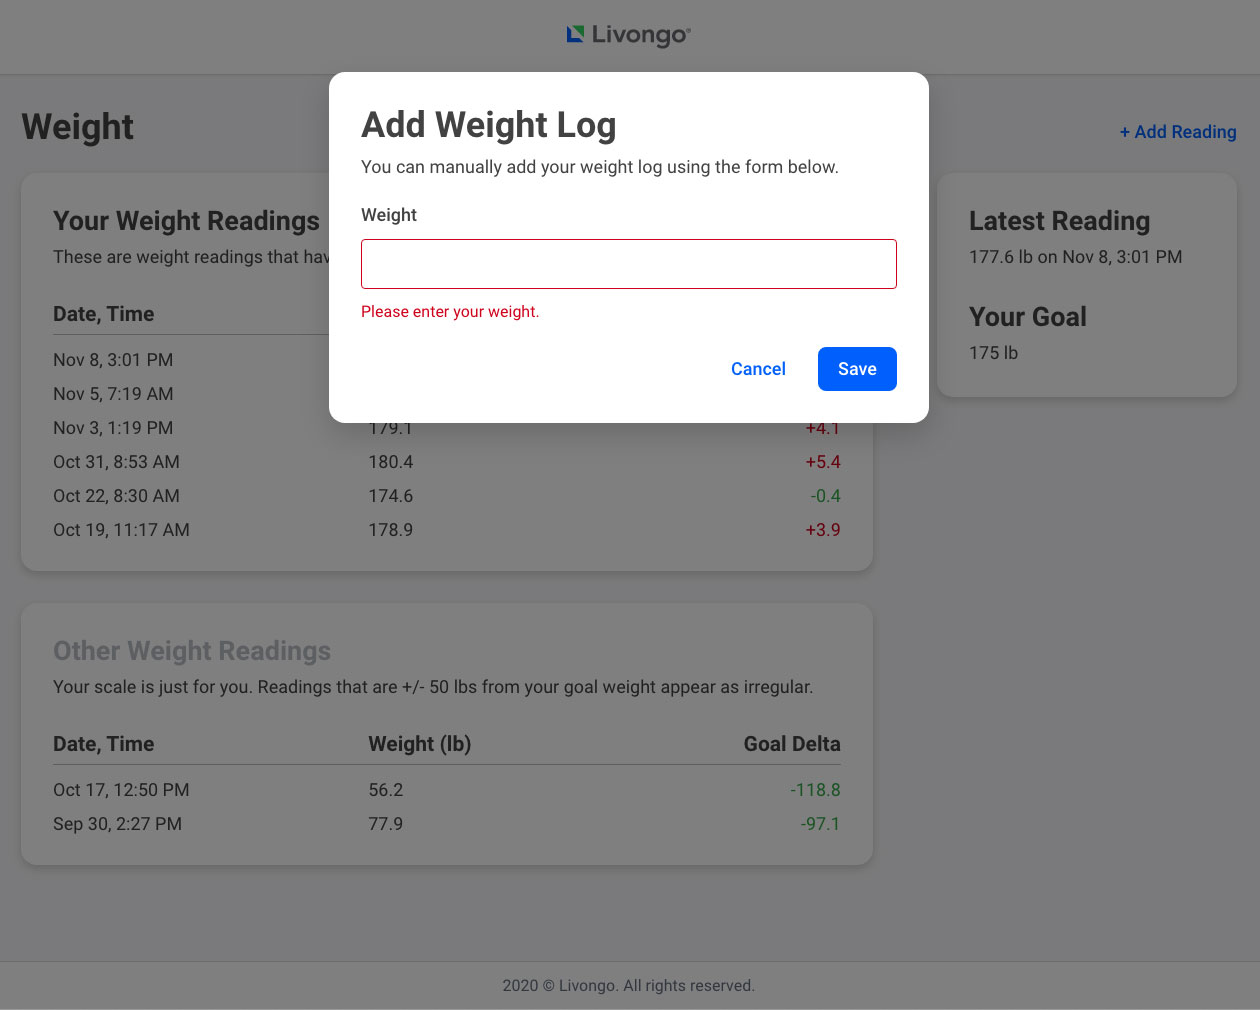 Livongo®
Weight
+ Add Reading
Add Weight Log
You can manually add your weight log using the form below.
Weight
Please enter your weight.
Cancel
Save
Your Weight Readings
These are weight readings that hav
Date, Time
Nov 8, 3:01 PM
Nov 5, 7:19 AM
Nov 3, 1:19 PM 179.1 +4.1
Oct 31, 8:53 AM 180.4 +5.4
Oct 22, 8:30 AM 174.6 -0.4
Oct 19, 11:17 AM 178.9 +3.9
Latest Reading
177.6 lb on Nov 8, 3:01 PM
Your Goal
175 lb
Other Weight Readings
Your scale is just for you. Readings that are +/- 50 lbs from your goal weight appear as irregular.
Date, Time Weight (lb) Goal Delta
Oct 17, 12:50 PM 56.2 -118.8
Sep 30, 2:27 PM 77.9 -97.1
2020 © Livongo. All rights reserved.